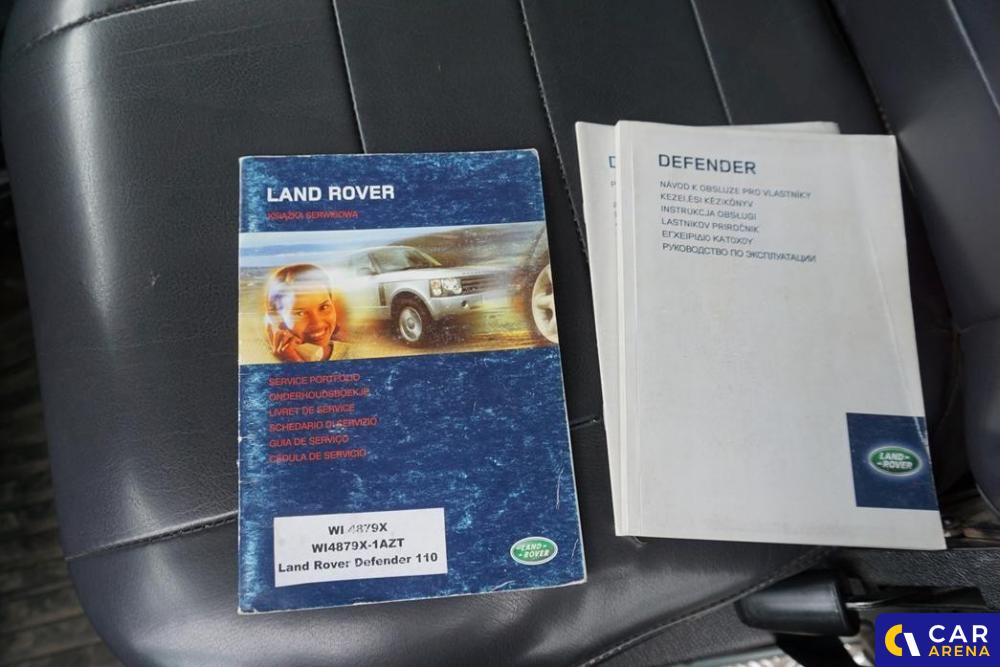 LAND ROVER
KSIĄŻKA SERWISOWA
SERVICE PORTFOLIO
ONDERHOUDSBOEKJE
LIVRET DE SERVICE
SCHEDARIO DI SERVIZIO
GUIA DE SERVIÇO
CÉDULA DE SERVICIO
WI 4879X
WI4879X-1AZT
Land Rover Defender 110
LAND-
-ROVER
D
P
DEFENDER
NÁVOD K OBSLUZE PRO VLASTNÍKY
KEZELÉSI KÉZIKÖNYV
INSTRUKCJA OBSŁUGI
LASTNIKOV PRIROČNIK
ΕΓΧΕΙΡΙΔΙΟ ΚΑΤΟΧΟΥ
РУКОВОДСТВО ПО ЭКСПЛУАТАЦИИ
LAND-
-ROVER
CAR
ARENA